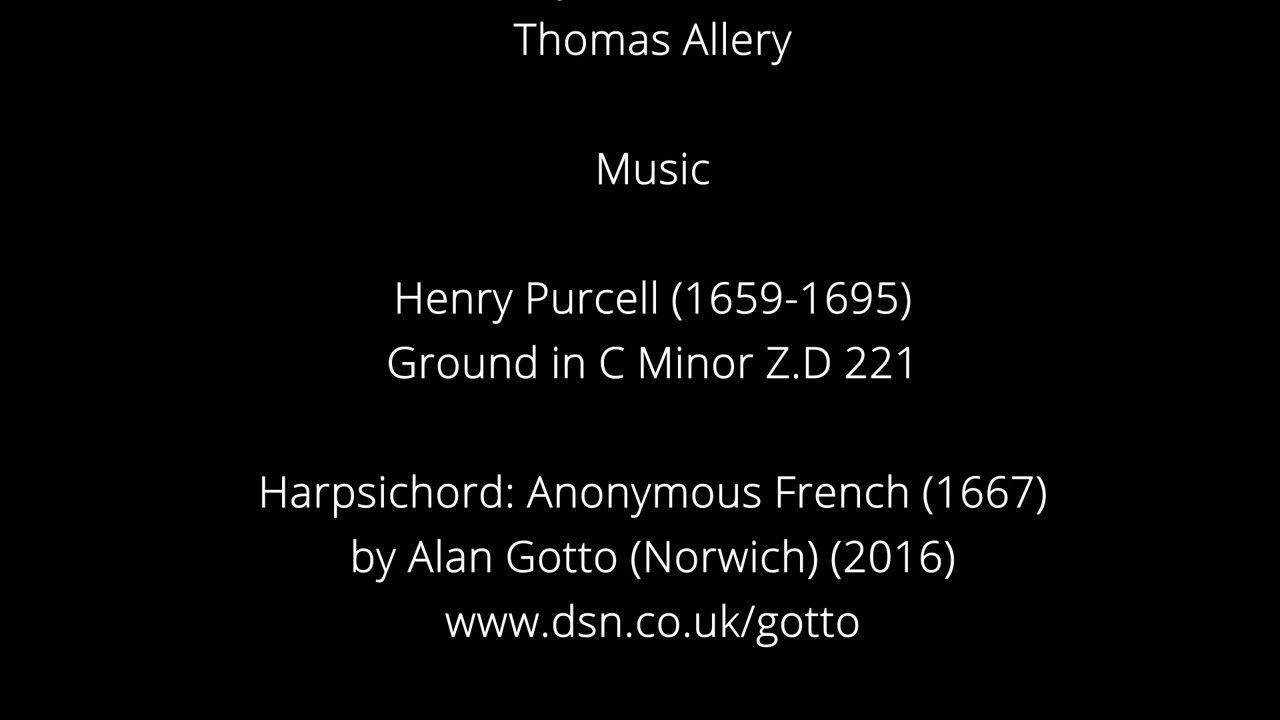 Thomas Allery
Music
Henry Purcell (1659-1695)
Ground in C Minor Z.D 221
Harpsichord: Anonymous French (1667)
by Alan Gotto (Norwich) (2016)
www.dsn.co.uk/gotto